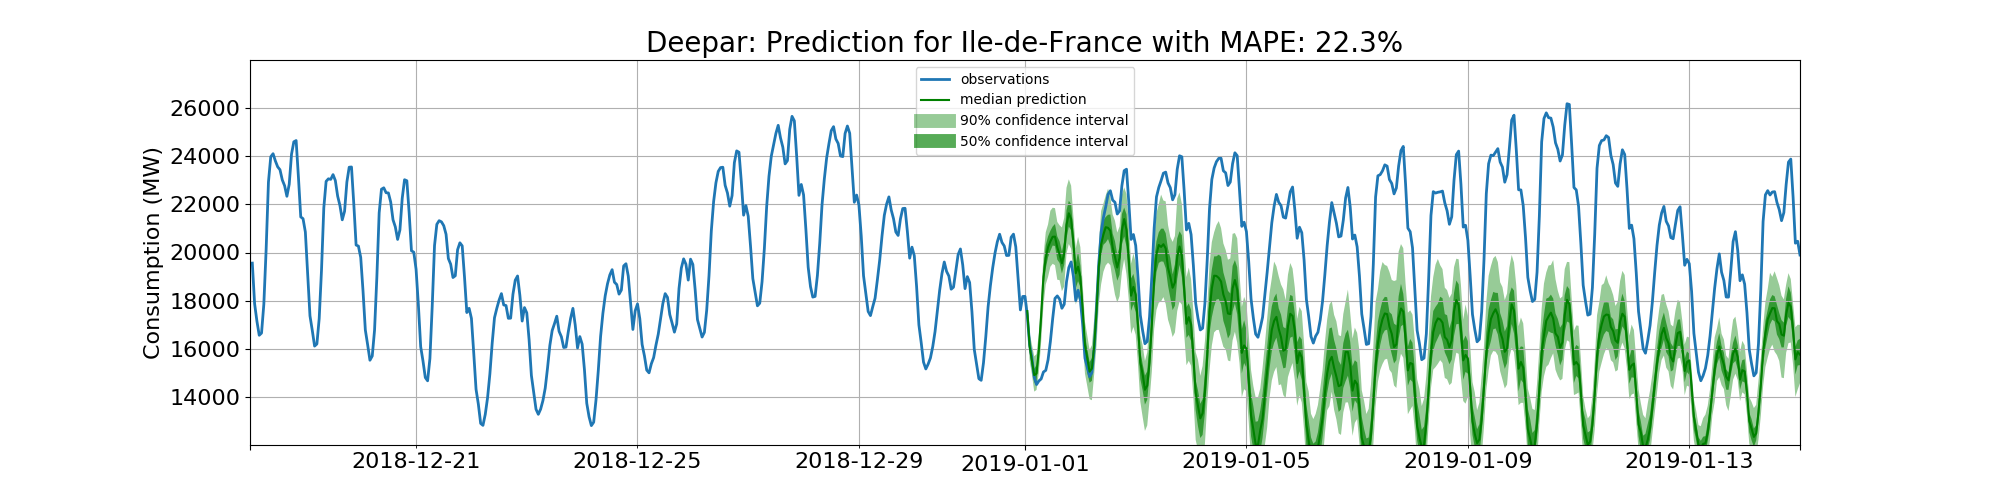 Deepar: Prediction for Ile-de-France with MAPE: 22.3%
observations
median prediction
90% confidence interval
50% confidence interval
Consumption (MW)
26000
24000
22000
20000
18000
16000
14000
2018-12-21
2018-12-25
2018-12-29
2019-01-01
2019-01-05
2019-01-09
2019-01-13